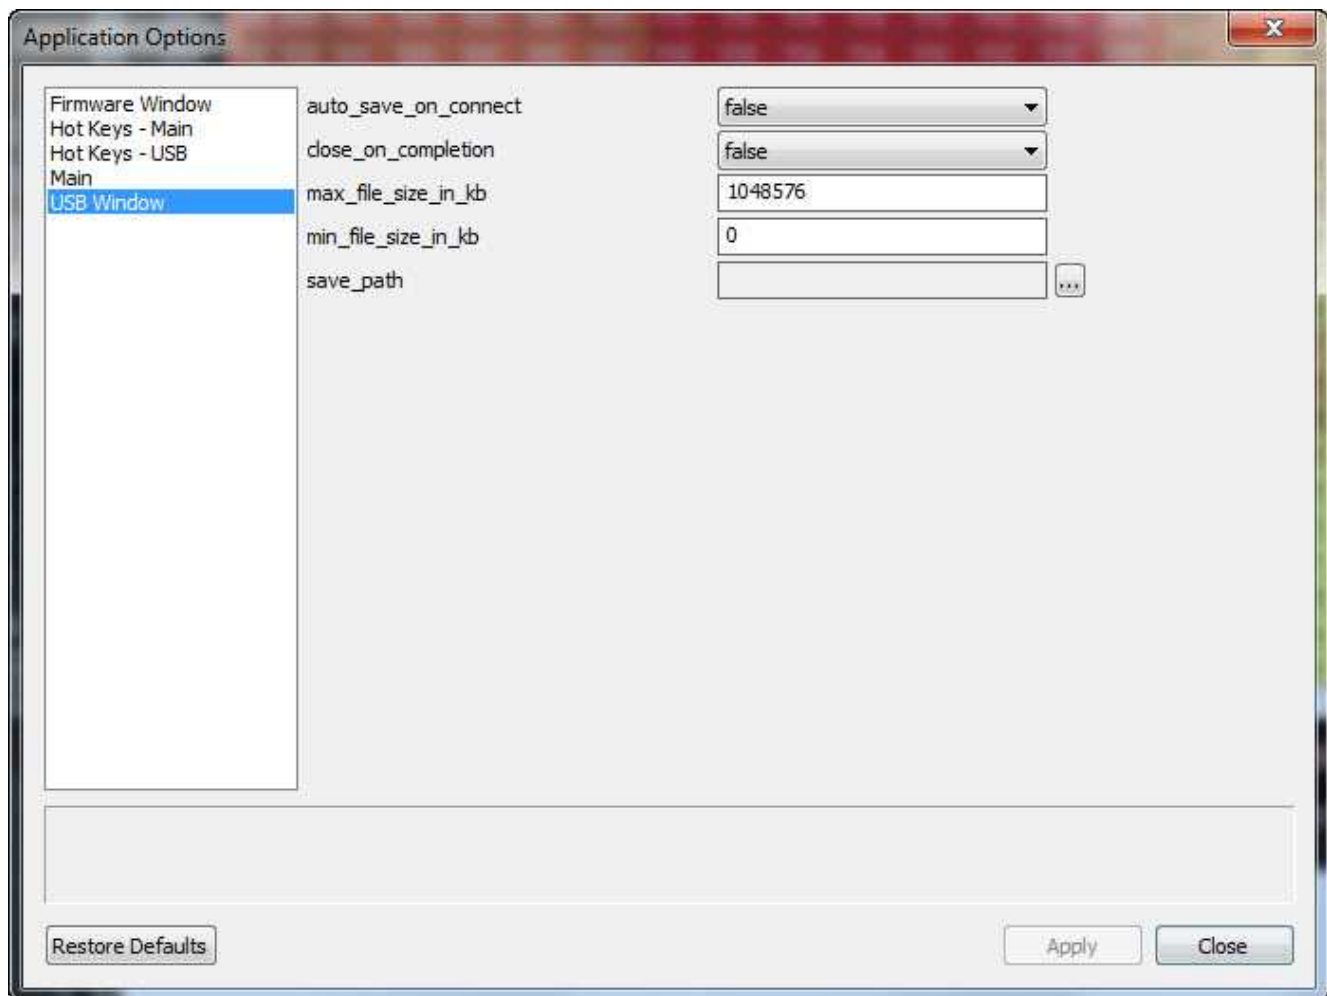 Application Options
Firmware Window
Hot Keys - Main
Hot Keys - USB
Main
USB Window
auto_save_on_connect
false
close_on_completion
false
max_file_size_in_kb
1048576
min_file_size_in_kb
0
save_path
...
Restore Defaults
Apply
Close